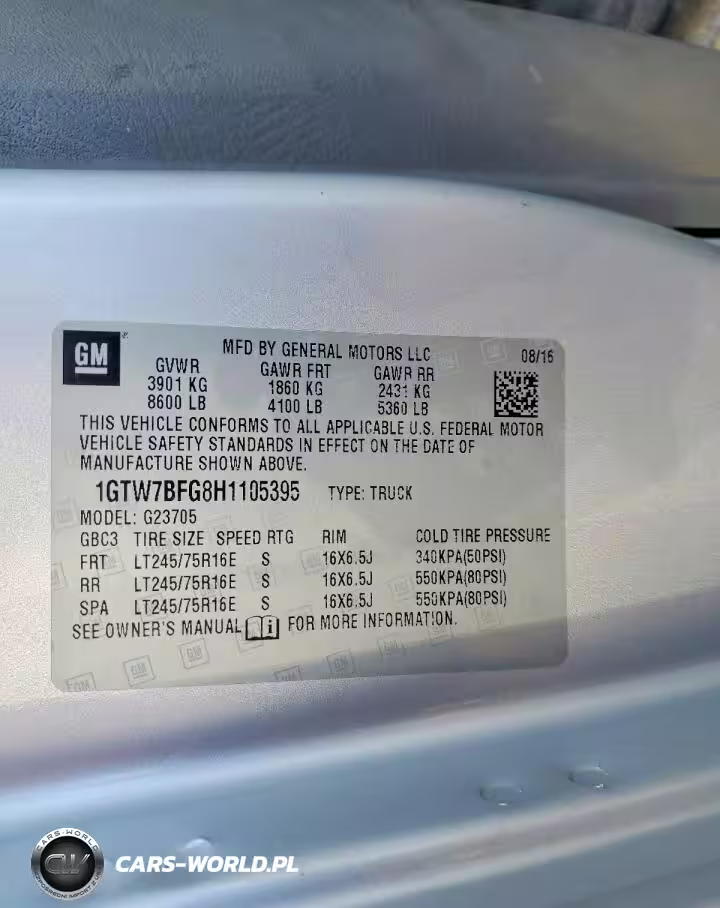 GM
MFD BY GENERAL MOTORS LLC 08/16
GVWR GAWR FRT GAWR RR
3901 KG 1860 KG 2431 KG
8600 LB 4100 LB 5360 LB
THIS VEHICLE CONFORMS TO ALL APPLICABLE U.S. FEDERAL MOTOR
VEHICLE SAFETY STANDARDS IN EFFECT ON THE DATE OF
MANUFACTURE SHOWN ABOVE.
1GTW7BFG8H1105395 TYPE: TRUCK
MODEL: G23705
GBC3 TIRE SIZE SPEED RTG RIM COLD TIRE PRESSURE
FRT LT245/75R16E S 16X6.5J 340KPA(50PSI)
RR LT245/75R16E S 16X6.5J 550KPA(80PSI)
SPA LT245/75R16E S 16X6.5J 550KPA(80PSI)
SEE OWNER'S MANUAL FOR MORE INFORMATION.
CARS-WORLD
CW
CARS-WORLD.PL